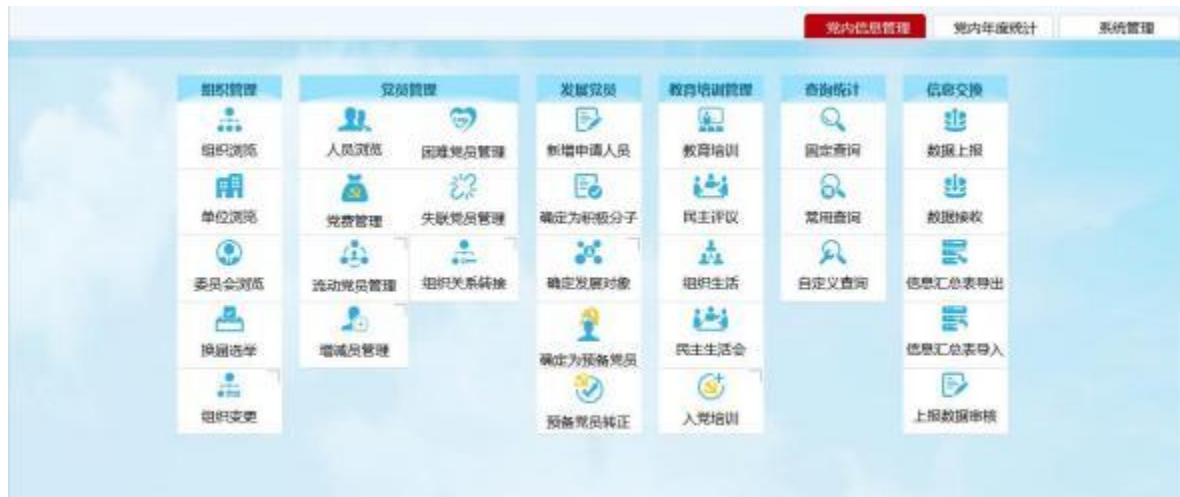 党内信息管理 党内年度统计 系统管理
组织管理 党员管理 发展党员 教育培训管理 查询统计 信息交换
组织浏览 人员浏览 困难党员管理 新增申请人员 教育培训 固定查询 数据上报
单位浏览 党费管理 失联党员管理 确定为积极分子 民主评议 常用查询 数据接收
委员会浏览 流动党员管理 组织关系转接 确定发展对象 组织生活 自定义查询 信息汇总表导出
换届选举 增减员管理 确定为预备党员 民主生活会 信息汇总表导入
组织变更 预备党员转正 入党培训 上报数据审核